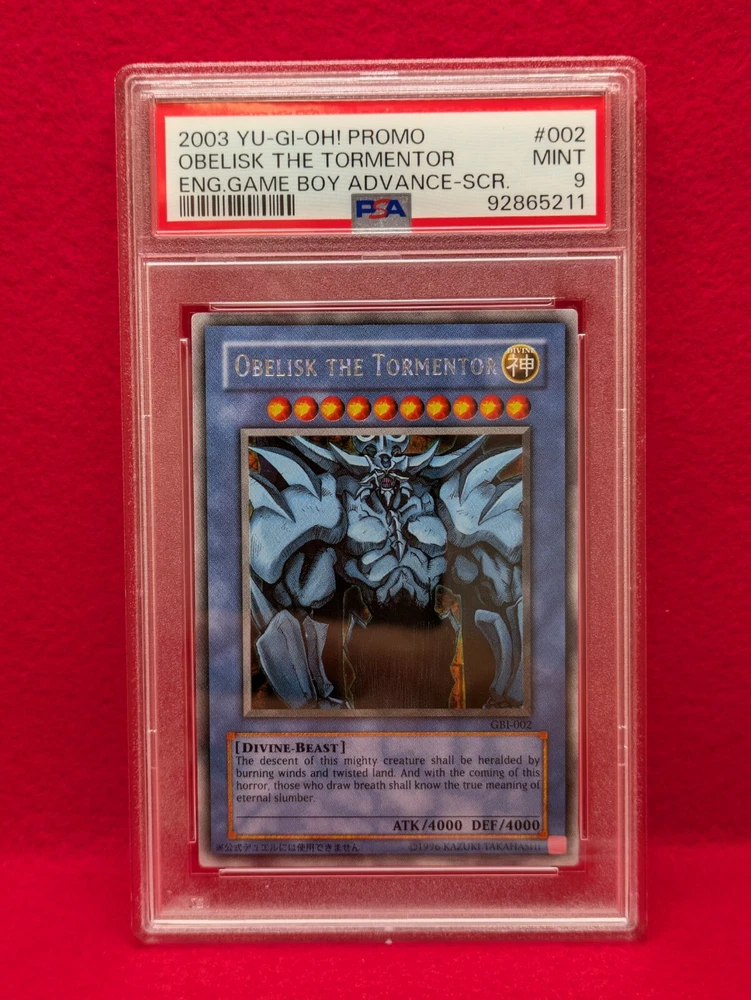 2003 YU-GI-OH! PROMO #002
OBELISK THE TORMENTOR MINT
ENG.GAME BOY ADVANCE-SCR. 9
PSA 92865211
OBELISK THE TORMENTOR
DIVINE
神
GBI-002
[DIVINE-BEAST]
The descent of this mighty creature shall be heralded by
burning winds and twisted land. And with the coming of this
horror, those who draw breath shall know the true meaning of
eternal slumber.
ATK/4000 DEF/4000
※公式デュエルには使用できません。 ©1996 KAZUKI TAKAHASHI